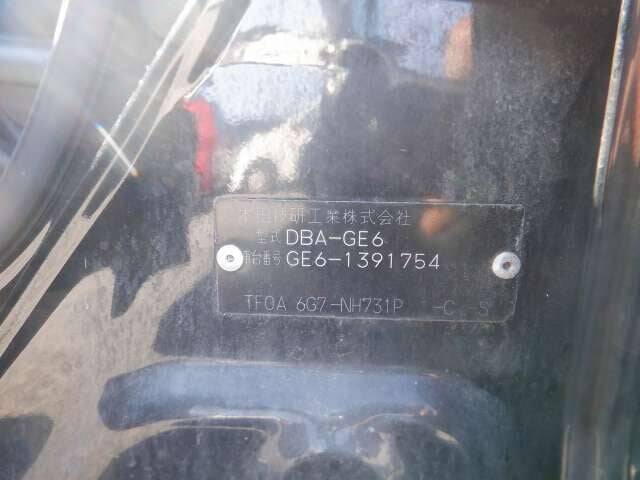 本田技研工業株式会社
型式 DBA-GE6
車台番号 GE6-1391754
TF0A 6G7-NH731P -C S